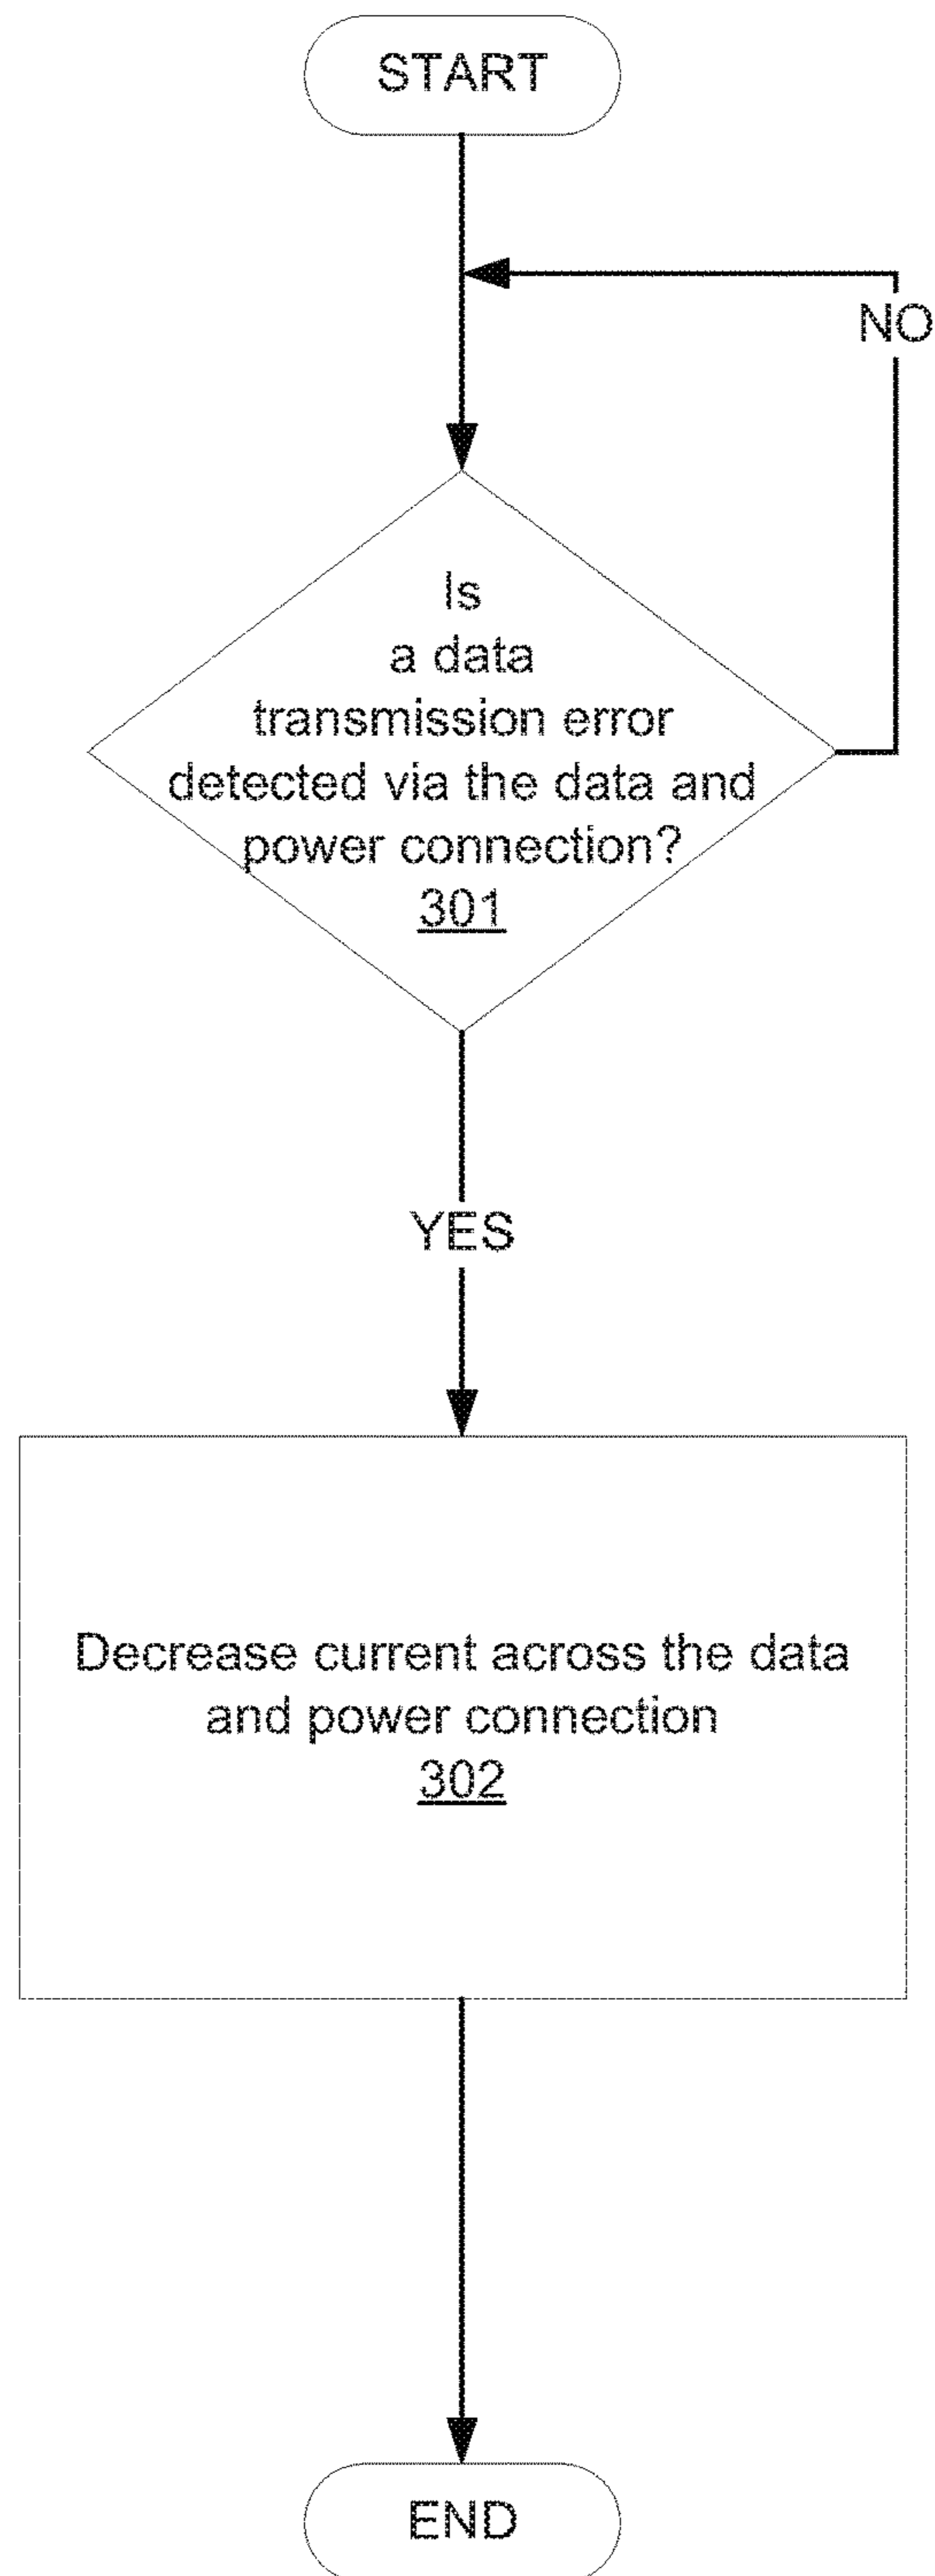 START
NO
Is
a data
transmission error
detected via the data and
power connection?
301
YES
Decrease current across the data
and power connection
302
END